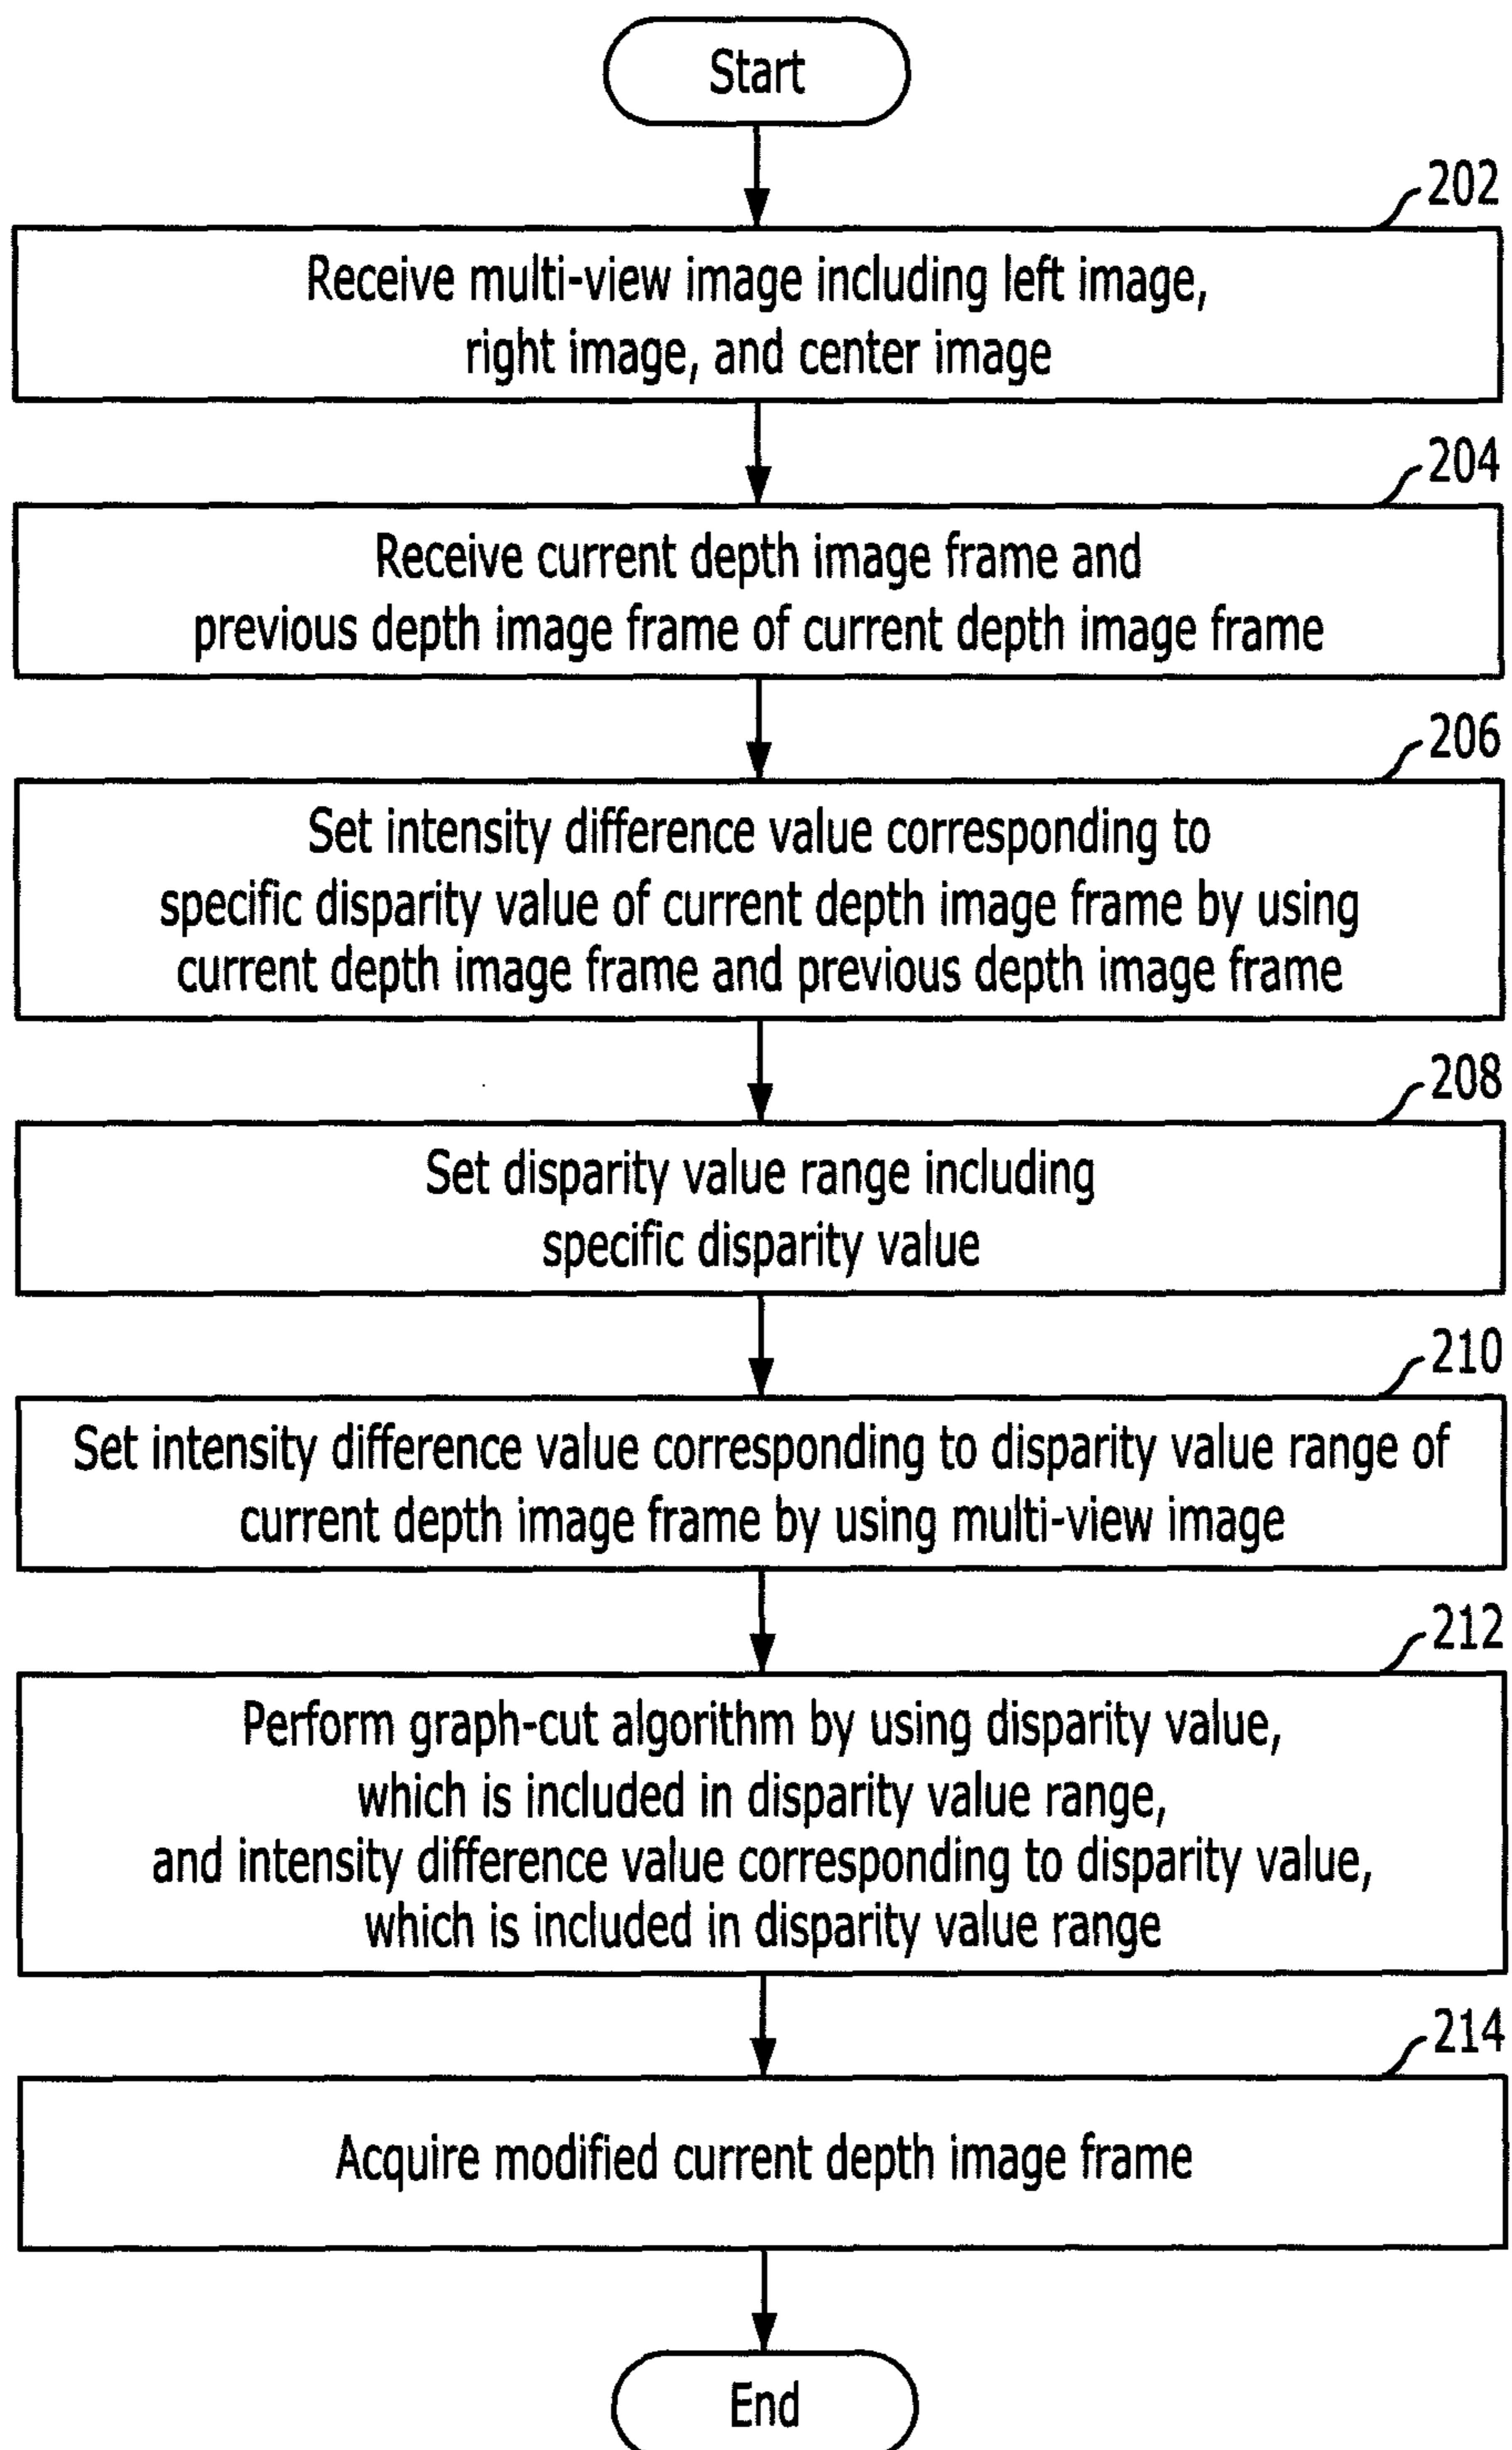 Start
202
Receive multi-view image including left image,
right image, and center image
204
Receive current depth image frame and
previous depth image frame of current depth image frame
206
Set intensity difference value corresponding to
specific disparity value of current depth image frame by using
current depth image frame and previous depth image frame
208
Set disparity value range including
specific disparity value
210
Set intensity difference value corresponding to disparity value range of
current depth image frame by using multi-view image
212
Perform graph-cut algorithm by using disparity value,
which is included in disparity value range,
and intensity difference value corresponding to disparity value,
which is included in disparity value range
214
Acquire modified current depth image frame
End